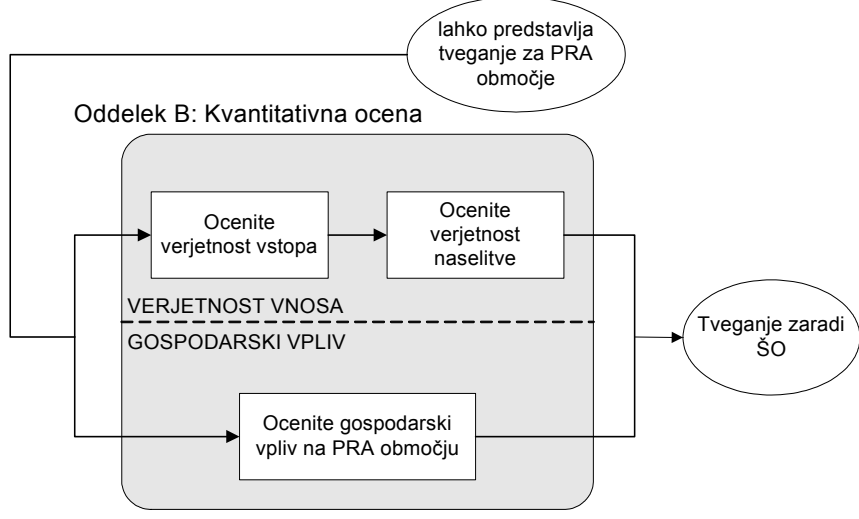 lahko predstavlja
tveganje za PRA
območje
Oddelek B: Kvantitativna ocena
Ocenite
verjetnost vstopa
Ocenite
verjetnost
naselitve
VERJETNOST VNOSA
GOSPODARSKI VPLIV
Tveganje zaradi
ŠO
Ocenite gospodarski
vpliv na PRA območju